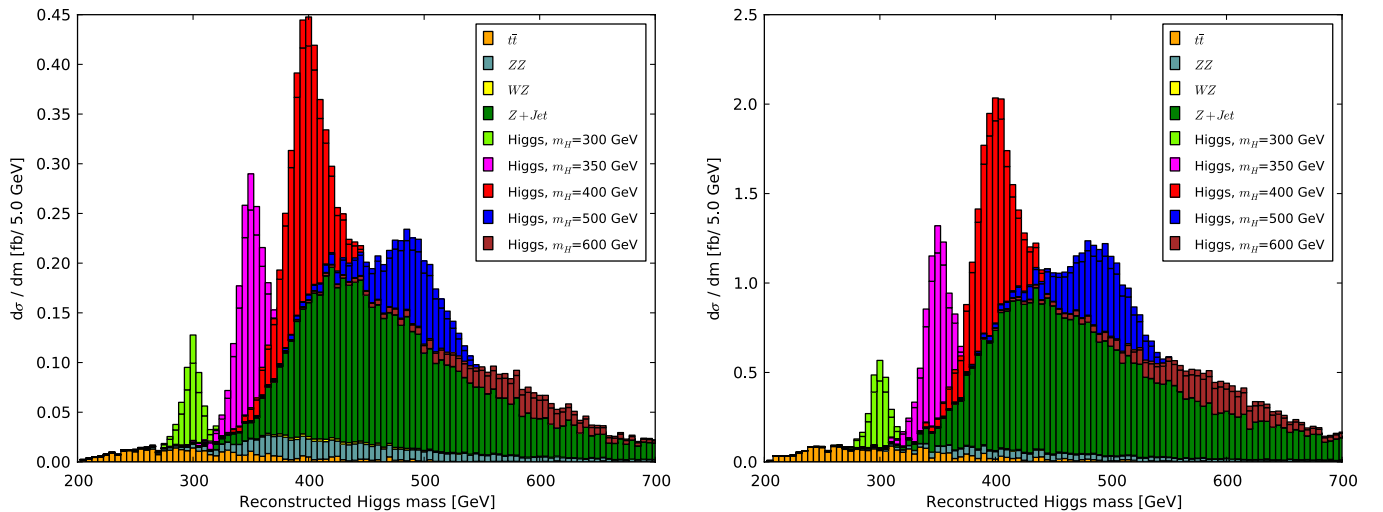 dσ / dm [fb/ 5.0 GeV]
0.45
0.40
0.35
0.30
0.25
0.20
0.15
0.10
0.05
0.00
200 300 400 500 600 700
Reconstructed Higgs mass [GeV]
tt̄
ZZ
WZ
Z+Jet
Higgs, m_H=300 GeV
Higgs, m_H=350 GeV
Higgs, m_H=400 GeV
Higgs, m_H=500 GeV
Higgs, m_H=600 GeV
dσ / dm [fb/ 5.0 GeV]
2.5
2.0
1.5
1.0
0.5
0.0
200 300 400 500 600 700
Reconstructed Higgs mass [GeV]
tt̄
ZZ
WZ
Z+Jet
Higgs, m_H=300 GeV
Higgs, m_H=350 GeV
Higgs, m_H=400 GeV
Higgs, m_H=500 GeV
Higgs, m_H=600 GeV